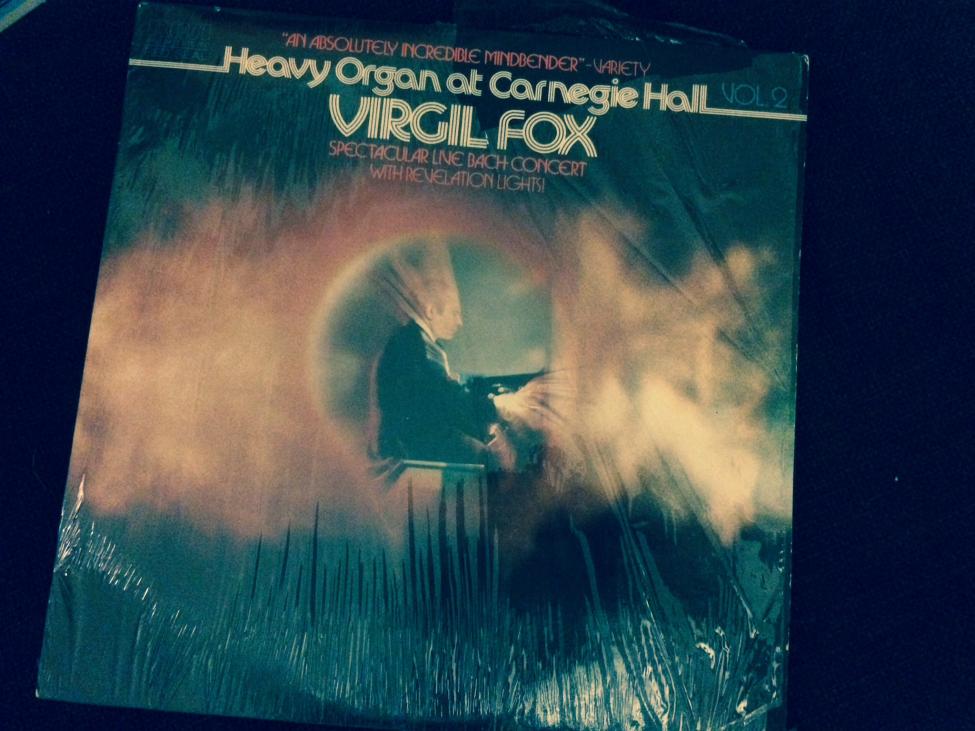 "AN ABSOLUTELY INCREDIBLE MINDBENDER"-VARIETY
Heavy Organ at Carnegie Hall VOL. 2
VIRGIL FOX
SPECTACULAR LIVE BACH CONCERT
WITH REVELATION LIGHTS!